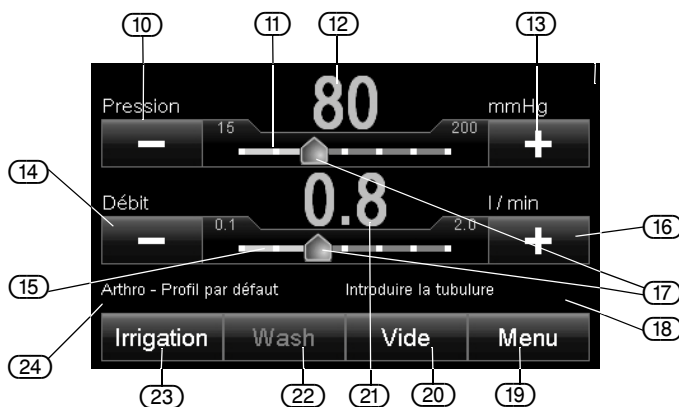 10 11 12 13
80
Pression mmHg
15 200
− +
14
0.8
Débit l / min
0.1 2.0
− +
16
15
17
Arthro - Profil par défaut Introduire la tubulure
18
24
Irrigation Wash Vide Menu
23 22 21 20 19